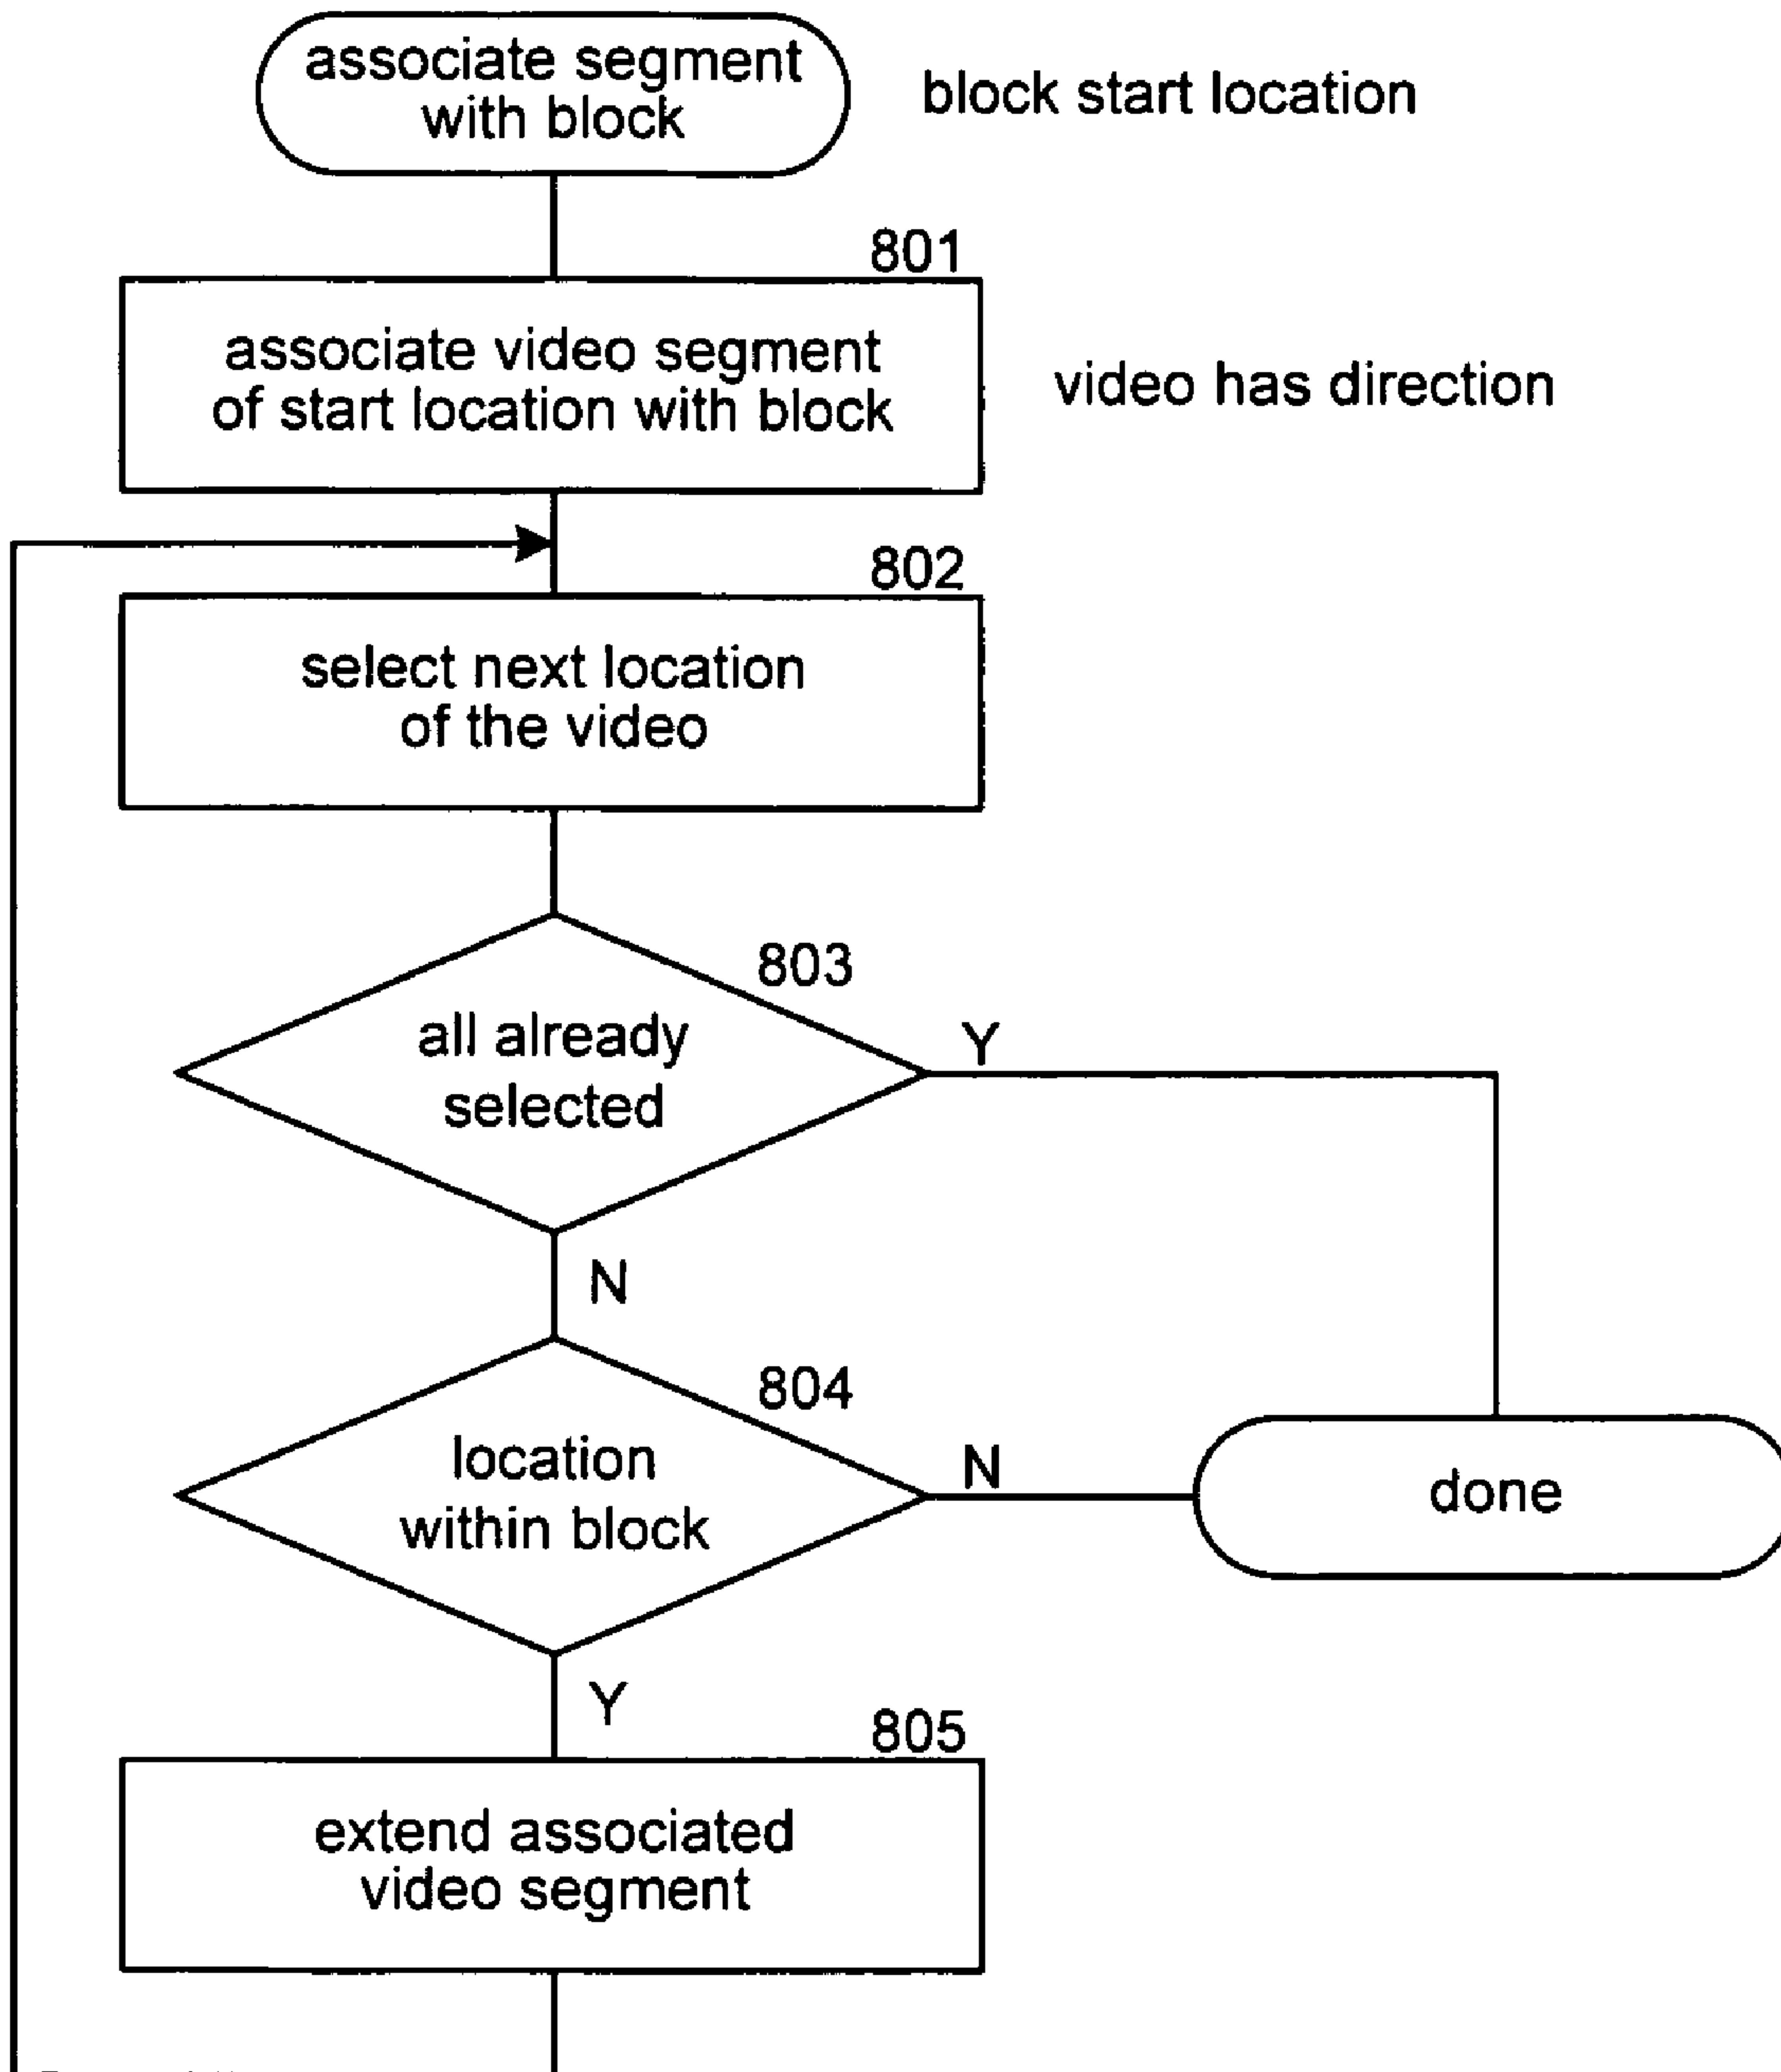 associate segment
with block
block start location
801
associate video segment
of start location with block
video has direction
802
select next location
of the video
803
all already
selected
Y
N
804
location
within block
N
done
Y
805
extend associated
video segment